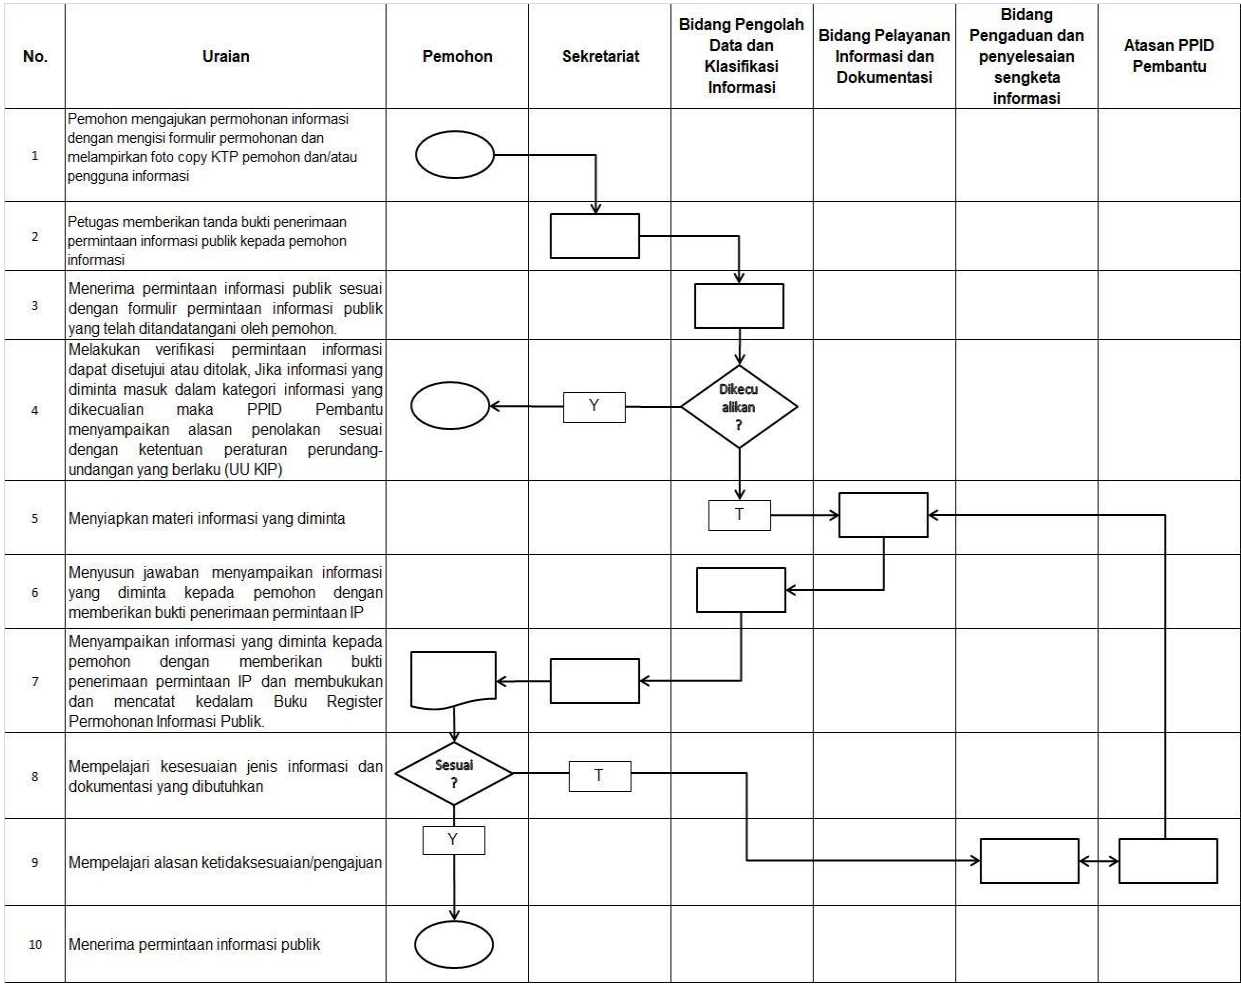 No.
Uraian
Pemohon
Sekretariat
Bidang Pengolah
Data dan
Klasifikasi
Informasi
Bidang Pelayanan
Informasi dan
Dokumentasi
Bidang
Pengaduan dan
penyelesaian
sengketa
informasi
Atasan PPID
Pembantu
1
Pemohon mengajukan permohonan informasi
dengan mengisi formulir permohonan dan
melampirkan foto copy KTP pemohon dan/atau
pengguna informasi
2
Petugas memberikan tanda bukti penerimaan
permintaan informasi publik kepada pemohon
informasi
3
Menerima permintaan informasi publik sesuai
dengan formulir permintaan informasi publik
yang telah ditandatangani oleh pemohon.
4
Melakukan verifikasi permintaan informasi
dapat disetujui atau ditolak, Jika informasi yang
diminta masuk dalam kategori informasi yang
dikecualian maka PPID Pembantu
menyampaikan alasan penolakan sesuai
dengan ketentuan peraturan perundang-
undangan yang berlaku (UU KIP)
Y
Dikecu
alikan
?
5
Menyiapkan materi informasi yang diminta
T
6
Menyusun jawaban menyampaikan informasi
yang diminta kepada pemohon dengan
memberikan bukti penerimaan permintaan IP
7
Menyampaikan informasi yang diminta kepada
pemohon dengan memberikan bukti
penerimaan permintaan IP dan membukukan
dan mencatat kedalam Buku Register
Permohonan Informasi Publik.
8
Mempelajari kesesuaian jenis informasi dan
dokumentasi yang dibutuhkan
Sesuai
?
T
9
Mempelajari alasan ketidaksesuaian/pengajuan
Y
10
Menerima permintaan informasi publik